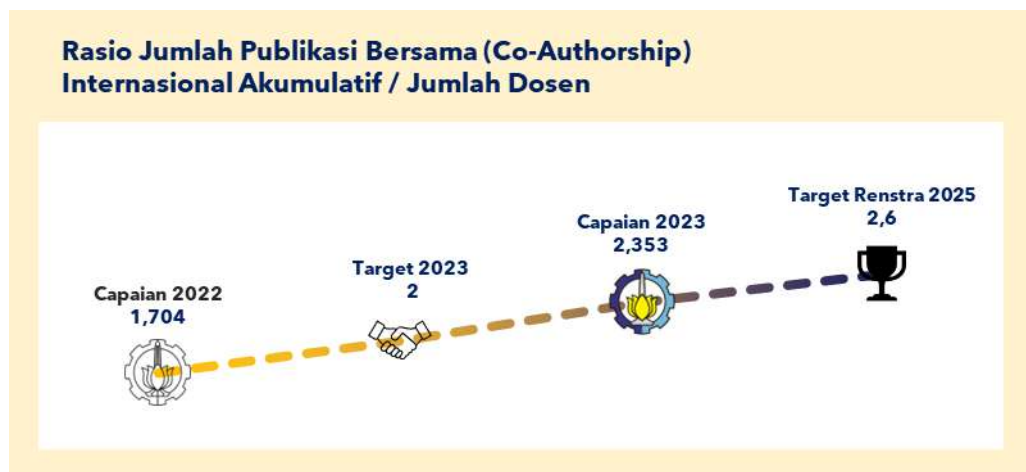 Rasio Jumlah Publikasi Bersama (Co-Authorship)
Internasional Akumulatif / Jumlah Dosen
Capaian 2022
1,704
Target 2023
2
Capaian 2023
2,353
Target Renstra 2025
2,6